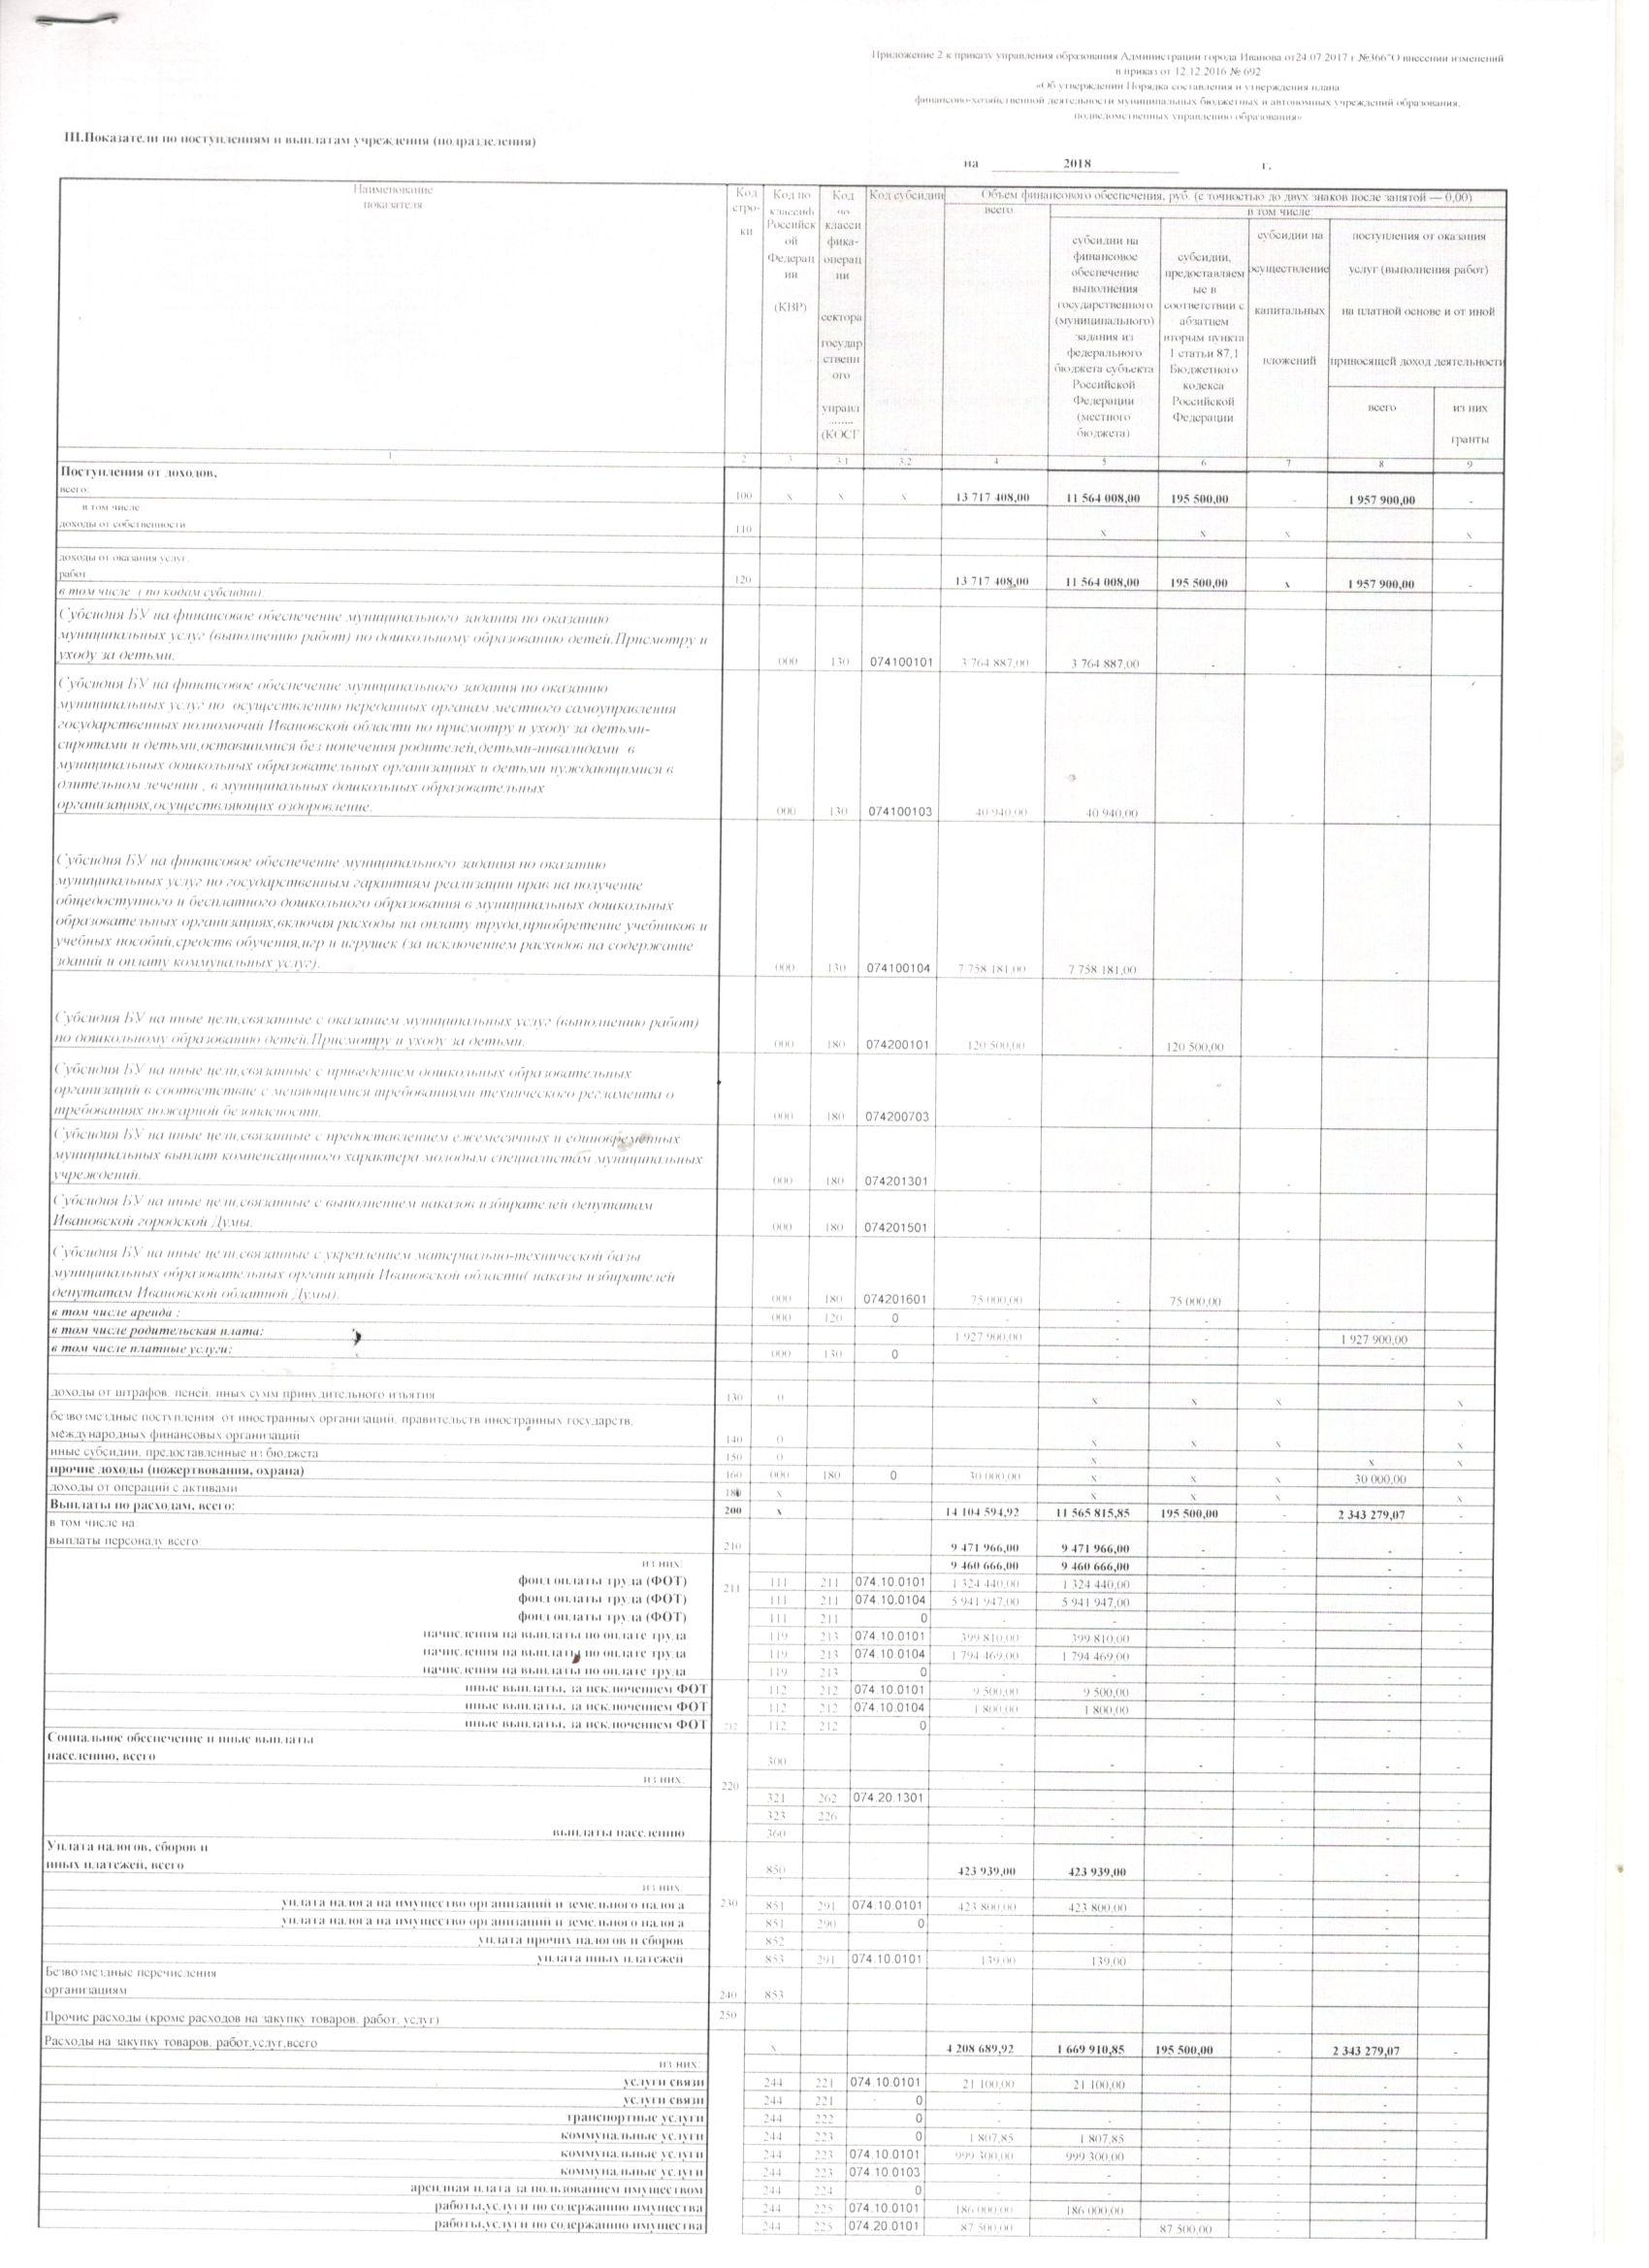 Приложение 2 к приказу управления образования Администрации города Иванова от24.07.2017 г №366"О внесении изменений
в приказ от 12.12.2016 № 692
«Об утверждении Порядка составления и утверждения плана
финансово-хозяйственной деятельности муниципальных бюджетных и автономных учреждений образования,
подведомственных управлению образования»
III.Показатели по поступлениям и выплатам учреждения (подразделения)
на 2018 г.
Наименование показателя
Код стро- ки
Код по классиф Российск ой Федерац ии (КВР)
Код по класси фика- операц ии сектора государ ственн ого управл (КОСГ
Код субсидии
Объем финансового обеспечения, руб. (с точностью до двух знаков после запятой — 0,00)
всего
в том числе:
субсидии на финансовое обеспечение выполнения государственного (муниципального) задания из федерального бюджета субъекта Российской Федерации (местного бюджета)
субсидии, предоставляем ые в соответствии с абзатцем вторым пункта 1 статьи 87,1 Бюджетного кодекса Российской Федерации
субсидии на осуществление капитальных вложений
поступления от оказания услуг (выполнения работ) на платной основе и от иной приносящей доход деятельности
всего
из них гранты
1 2 3 3.1 3.2 4 5 6 7 8 9
Поступления от доходов,
всего: 100 x x x 13 717 408,00 11 564 008,00 195 500,00 - 1 957 900,00 -
в том числе:
доходы от собственности 110 x x x x
доходы от оказания услуг,
работ 120 13 717 408,00 11 564 008,00 195 500,00 x 1 957 900,00 -
в том числе ( по кодам субсидии)
Субсидия БУ на финансовое обеспечение муниципального задания по оказанию
муниципальных услуг (выполнению работ) по дошкольному образованию детей.Присмотру и
уходу за детьми. 000 130 074100101 3 764 887,00 3 764 887,00 - - -
Субсидия БУ на финансовое обеспечение муниципального задания по оказанию
муниципальных услуг по осуществлению переданных органам местного самоуправления
государственных полномочий Ивановской области по присмотру и уходу за детьми-
сиротами и детьми,оставшимися без попечения родителей,детьми-инвалидами в
муниципальных дошкольных образовательных организациях и детьми нуждающимися в
длительном лечении , в муниципальных дошкольных образовательных
организациях,осуществляющих оздоровление. 000 130 074100103 40 940,00 40 940,00 - - -
Субсидия БУ на финансовое обеспечение муниципального задания по оказанию
муниципальных услуг по государственным гарантиям реализации прав на получение
общедоступного и бесплатного дошкольного образования в муниципальных дошкольных
образовательных организациях,включая расходы на оплату труда,приобретение учебников и
учебных пособий,средств обучения,игр и игрушек (за исключением расходов на содержание
зданий и оплату коммунальных услуг). 000 130 074100104 7 758 181,00 7 758 181,00 - - -
Субсидия БУ на иные цели,связанные с оказанием муниципальных услуг (выполнению работ)
по дошкольному образованию детей.Присмотру и уходу за детьми. 000 180 074200101 120 500,00 - 120 500,00 - -
Субсидия БУ на иные цели,связанные с приведением дошкольных образовательных
организаций в соответствие с меняющимися требованиями технического регламента о
требованиях пожарной безопасности. 000 180 074200703 - - -
Субсидия БУ на иные цели,связанные с предоставлением ежемесячных и единовременных
муниципальных выплат компенсационного характера молодым специалистам муниципальных
учреждений. 000 180 074201301 - - - - -
Субсидия БУ на иные цели,связанные с выполнением наказов избирателей депутатам
Ивановской городской Думы. 000 180 074201501 - - - - -
Субсидия БУ на иные цели,связанные с укреплением материально-технической базы
муниципальных образовательных организаций Ивановской области( наказы избирателей
депутатам Ивановской облатной Думы). 000 180 074201601 75 000,00 - 75 000,00 -
в том числе аренда : 000 120 0 - - - - -
в том числе родительская плата: 1 927 900,00 - - - 1 927 900,00
в том числе платные услуги: 000 130 0 - - - - -
доходы от штрафов, пеней, иных сумм принудительного изъятия 130 0 x x x x
безвозмездные поступления от иностранных организаций, правительств иностранных государств,
международных финансовых организаций 140 0 x x x x
иные субсидии, предоставленные из бюджета 150 0 x x x
прочие доходы (пожертвования, охрана) 160 000 180 0 30 000,00 x x x 30 000,00
доходы от операций с активами 180 x x x x x
Выплаты по расходам, всего: 200 x 14 104 594,92 11 565 815,85 195 500,00 - 2 343 279,07 -
в том числе на:
выплаты персоналу всего: 210 9 471 966,00 9 471 966,00 - - - -
из них: 9 460 666,00 9 460 666,00 - - - -
фонд оплаты труда (ФОТ) 211 111 211 074.10.0101 1 324 440,00 1 324 440,00 - - - -
фонд оплаты труда (ФОТ) 111 211 074.10.0104 5 941 947,00 5 941 947,00 - - - -
фонд оплаты труда (ФОТ) 111 211 0 - - - - - -
начисления на выплаты по оплате труда 119 213 074.10.0101 399 810,00 399 810,00 - - - -
начисления на выплаты по оплате труда 119 213 074.10.0104 1 794 469,00 1 794 469,00 - - - -
начисления на выплаты по оплате труда 119 213 0 - - - - - -
иные выплаты, за исключением ФОТ 112 212 074.10.0101 9 500,00 9 500,00 - - - -
иные выплаты, за исключением ФОТ 112 212 074.10.0104 1 800,00 1 800,00 - - - -
иные выплаты, за исключением ФОТ 212 112 212 0 - - - - - -
Социальное обеспечение и иные выплаты
населению, всего 300 - - - - -
из них: 220
321 262 074.20.1301 - - - - - -
323 226 - - - - -
выплаты населению 360 - - - - -
Уплата налогов, сборов и
иных платежей, всего 850 423 939,00 423 939,00 - - - -
из них: 230
уплата налога на имущество организаций и земельного налога 851 291 074.10.0101 423 800,00 423 800,00 - - - -
уплата налога на имущество организаций и земельного налога 851 290 0 - - - - - -
уплата прочих налогов и сборов 852 - - - - - -
уплата иных платежей 853 291 074.10.0101 139,00 139,00 - - - -
Безвозмездные перечисления
организациям 240 853
Прочие расходы (кроме расходов на закупку товаров, работ, услуг) 250
Расходы на закупку товаров, работ,услуг,всего x 4 208 689,92 1 669 910,85 195 500,00 - 2 343 279,07 -
из них:
услуги связи 244 221 074.10.0101 21 100,00 21 100,00 - - - -
услуги связи 244 221 0 - - - - - -
транспортные услуги 244 222 0 - - - - - -
коммунальные услуги 244 223 0 1 807,85 1 807,85 - - - -
коммунальные услуги 244 223 074.10.0101 999 300,00 999 300,00 - - - -
коммунальные услуги 244 223 074.10.0103 - - - - - -
арендная плата за пользованием имуществом 244 224 0 - - - - - -
работы,услуги по содержанию имущества 244 225 074.10.0101 186 000,00 186 000,00 - - - -
работы,услуги по содержанию имущества 244 225 074.20.0101 87 500,00 - 87 500,00 - - -